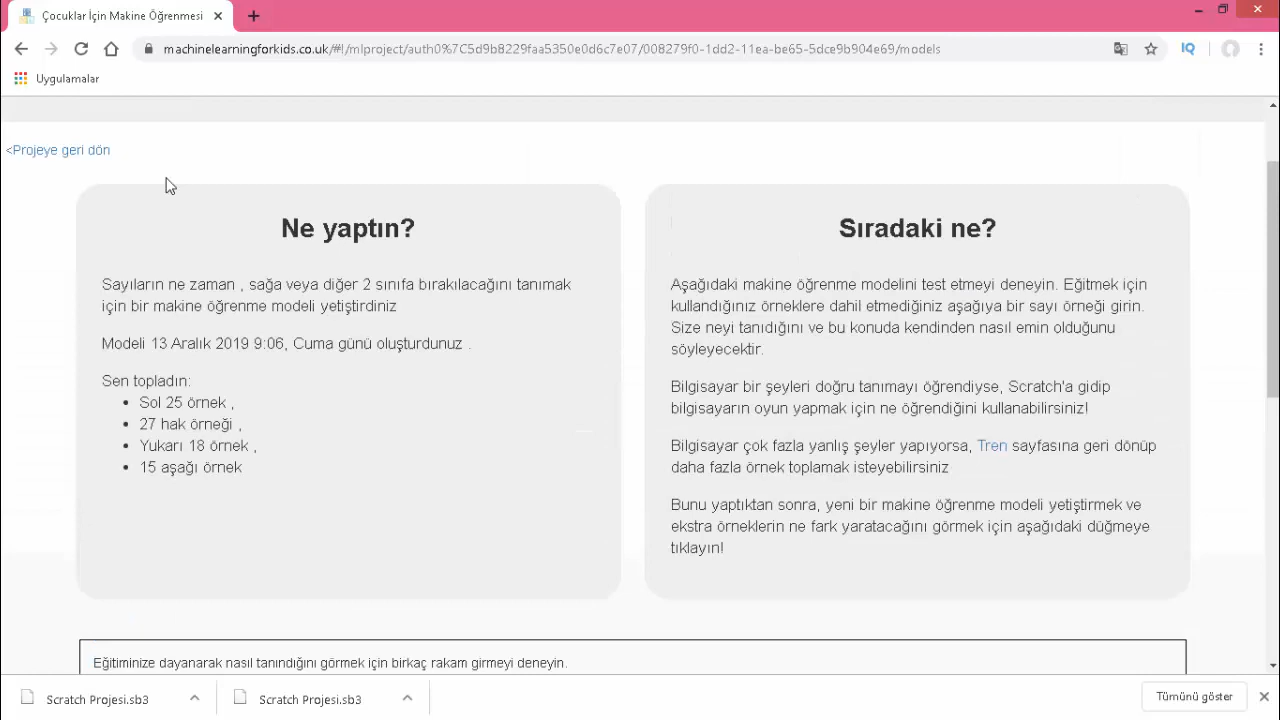 Çocuklar İçin Makine Öğrenmesi
machinelearningforkids.co.uk/#!/mlproject/auth0%7C5d9b8229faa5350e0d6c7e07/008279f0-1dd2-11ea-be65-5dce9b904e69/models
IQ
Uygulamalar
<Projeye geri dön
Ne yaptın?
Sayıların ne zaman , sağa veya diğer 2 sınıfa bırakılacağını tanımak
için bir makine öğrenme modeli yetiştirdiniz
Modeli 13 Aralık 2019 9:06, Cuma günü oluşturdunuz .
Sen topladın:
• Sol 25 örnek ,
• 27 hak örneği ,
• Yukarı 18 örnek ,
• 15 aşağı örnek
Sıradaki ne?
Aşağıdaki makine öğrenme modelini test etmeyi deneyin. Eğitmek için
kullandığınız örneklere dahil etmediğiniz aşağıya bir sayı örneği girin.
Size neyi tanıdığını ve bu konuda kendinden nasıl emin olduğunu
söyleyecektir.
Bilgisayar bir şeyleri doğru tanımayı öğrendiyse, Scratch'a gidip
bilgisayarın oyun yapmak için ne öğrendiğini kullanabilirsiniz!
Bilgisayar çok fazla yanlış şeyler yapıyorsa, Tren sayfasına geri dönüp
daha fazla örnek toplamak isteyebilirsiniz
Bunu yaptıktan sonra, yeni bir makine öğrenme modeli yetiştirmek ve
ekstra örneklerin ne fark yaratacağını görmek için aşağıdaki düğmeye
tıklayın!
Eğitiminize dayanarak nasıl tanındığını görmek için birkaç rakam girmeyi deneyin.
Scratch Projesi.sb3
Scratch Projesi.sb3
Tümünü göster